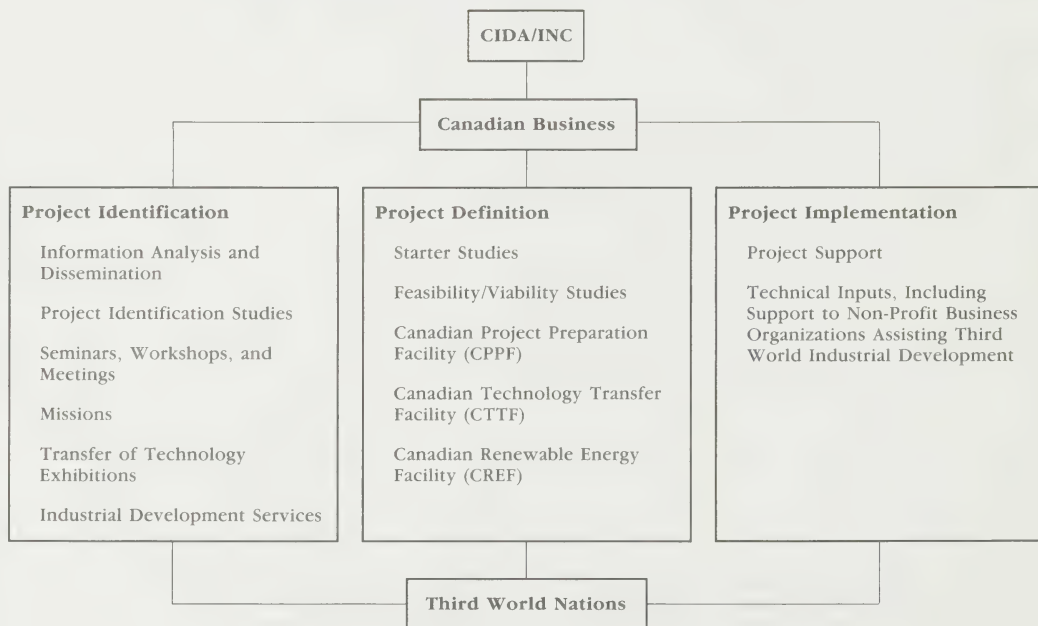 CIDA/INC
Canadian Business
Project Identification
Information Analysis and
Dissemination
Project Identification Studies
Seminars, Workshops, and
Meetings
Missions
Transfer of Technology
Exhibitions
Industrial Development Services
Project Definition
Starter Studies
Feasibility/Viability Studies
Canadian Project Preparation
Facility (CPPF)
Canadian Technology Transfer
Facility (CTTF)
Canadian Renewable Energy
Facility (CREF)
Project Implementation
Project Support
Technical Inputs, Including
Support to Non-Profit Business
Organizations Assisting Third
World Industrial Development
Third World Nations